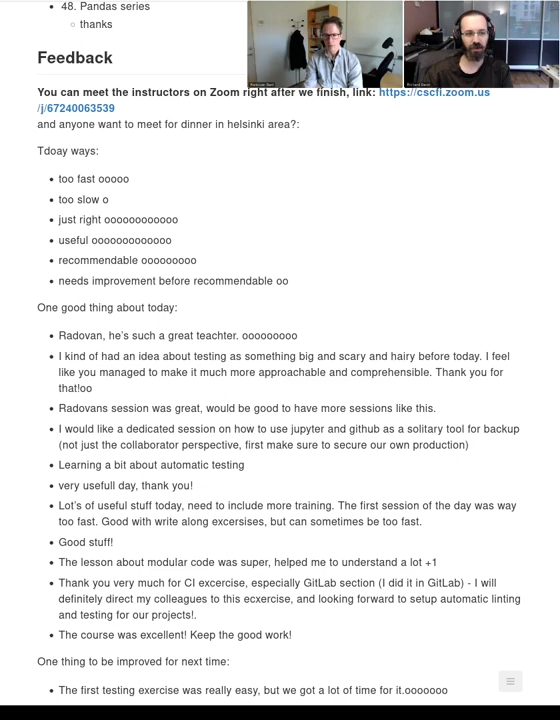 48. Pandas series
thanks
Feedback
You can meet the instructors on Zoom right after we finish, link: https://cscfi.zoom.us
/j/67240063539
and anyone want to meet for dinner in helsinki area?:
Tdoay ways:
too fast ooooo
too slow o
just right oooooooooooo
useful ooooooooooooo
recommendable ooooooooo
needs improvement before recommendable oo
One good thing about today:
Radovan, he's such a great teachter. ooooooooo
I kind of had an idea about testing as something big and scary and hairy before today. I feel
like you managed to make it much more approachable and comprehensible. Thank you for
that!oo
Radovans session was great, would be good to have more sessions like this.
I would like a dedicated session on how to use jupyter and github as a solitary tool for backup
(not just the collaborator perspective, first make sure to secure our own production)
Learning a bit about automatic testing
very usefull day, thank you!
Lot's of useful stuff today, need to include more training. The first session of the day was way
too fast. Good with write along excersises, but can sometimes be too fast.
Good stuff!
The lesson about modular code was super, helped me to understand a lot +1
Thank you very much for CI excercise, especially GitLab section (I did it in GitLab) - I will
definitely direct my colleagues to this ecxercise, and looking forward to setup automatic linting
and testing for our projects!.
The course was excellent! Keep the good work!
One thing to be improved for next time:
The first testing exercise was really easy, but we got a lot of time for it.ooooooo